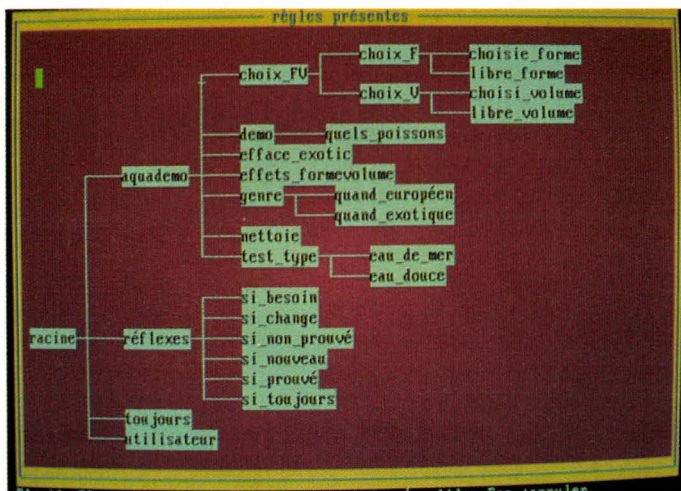 règles présentes
choix_F choisie_forme
choix_FV libre_forme
choix_V choisi_volume
libre_volume
demo quels_poissons
efface_exotic
aquademo effets_formevolume
genre quand_européen
quand_exotique
nettoie
test_type eau_de_mer
eau_douce
si_besoin
si_change
racine réflexes si_non_prouvé
si_nouveau
si_prouvé
si_toujours
toujours
utilisateur